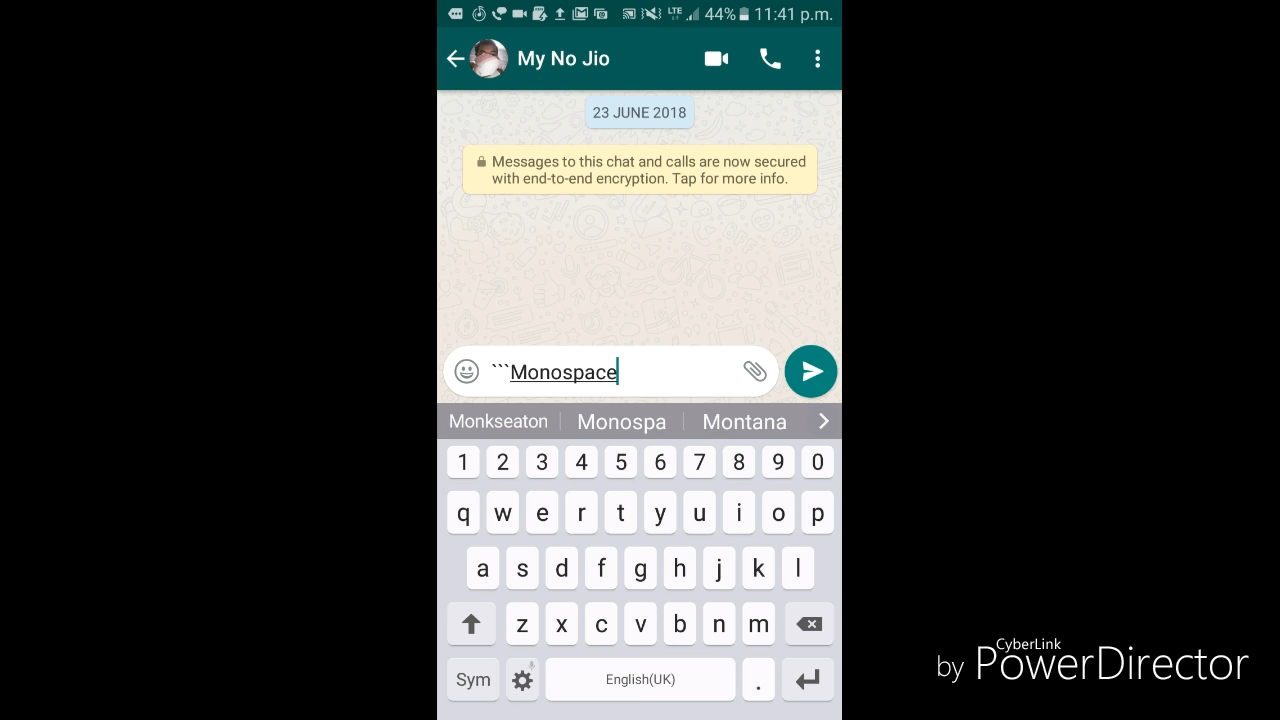 LTE 44% 11:41 p.m.
My No Jio
23 JUNE 2018
Messages to this chat and calls are now secured
with end-to-end encryption. Tap for more info.
```Monospace
Monkseaton Monospa Montana
1 2 3 4 5 6 7 8 9 0
q w e r t y u i o p
a s d f g h j k l
z x c v b n m
Sym English(UK) .
CyberLink
by PowerDirector